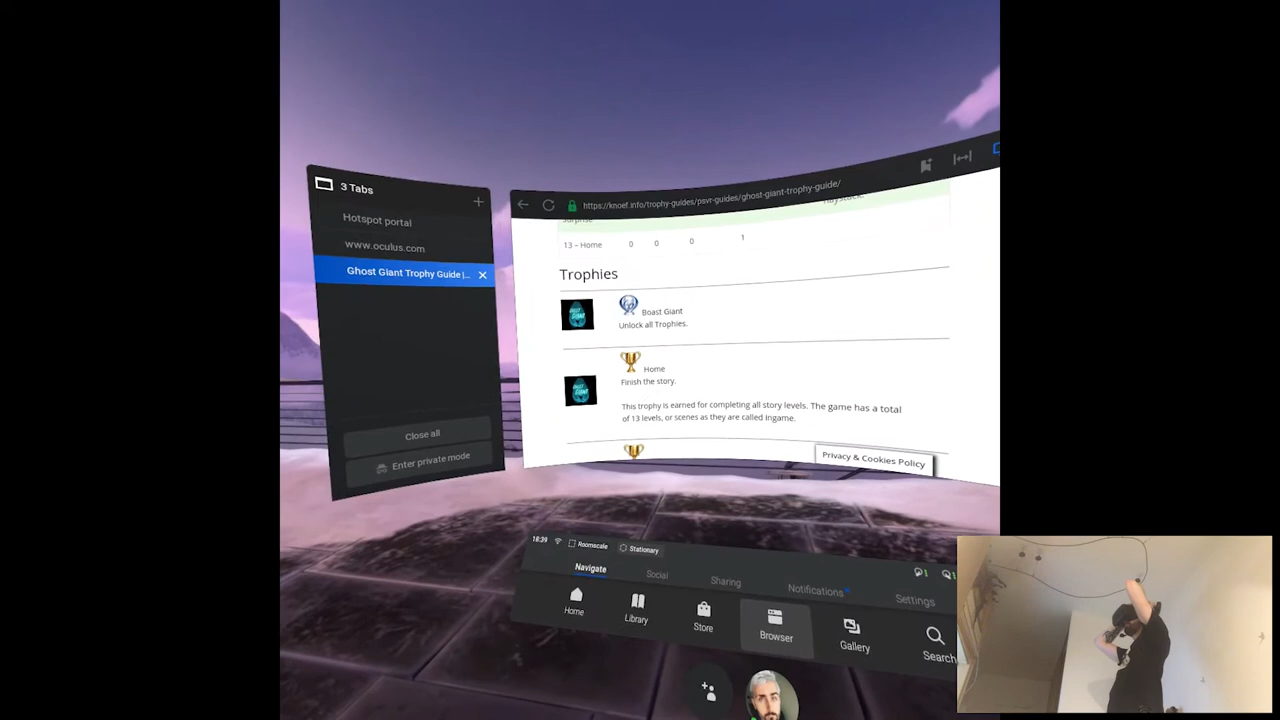 3 Tabs
Hotspot portal
www.oculus.com
Ghost Giant Trophy Guide |...
Close all
Enter private mode
https://knoef.info/trophy-guides/psvr-guides/ghost-giant-trophy-guide/
Haystack.
Surprise
13 – Home 0 0 0 1
Trophies
Boast Giant
Unlock all Trophies.
Home
Finish the story.
This trophy is earned for completing all story levels. The game has a total
of 13 levels, or scenes as they are called ingame.
Privacy & Cookies Policy
18:39 Roomscale Stationary
Navigate Social Sharing Notifications Settings
Home Library Store Browser Gallery Search